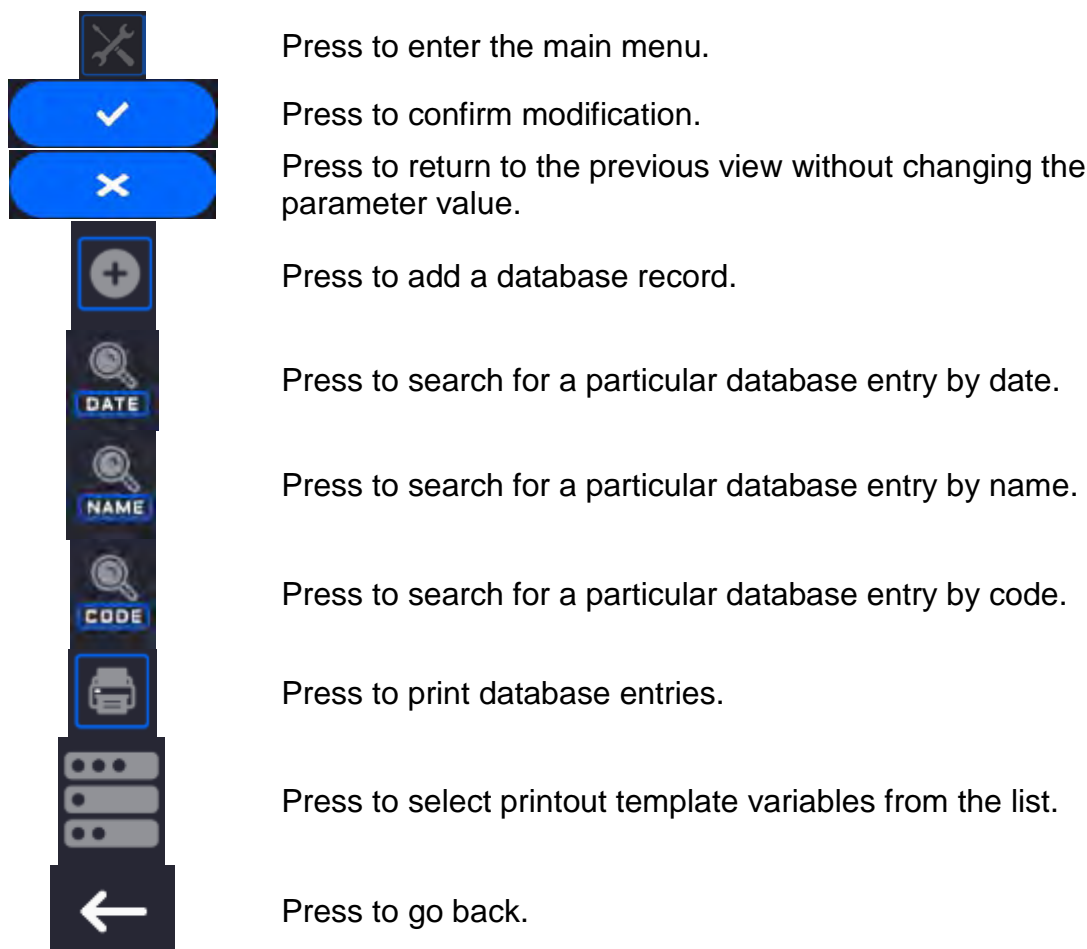 Press to enter the main menu.
Press to confirm modification.
Press to return to the previous view without changing the
parameter value.
Press to add a database record.
DATE
Press to search for a particular database entry by date.
NAME
Press to search for a particular database entry by name.
CODE
Press to search for a particular database entry by code.
Press to print database entries.
Press to select printout template variables from the list.
Press to go back.